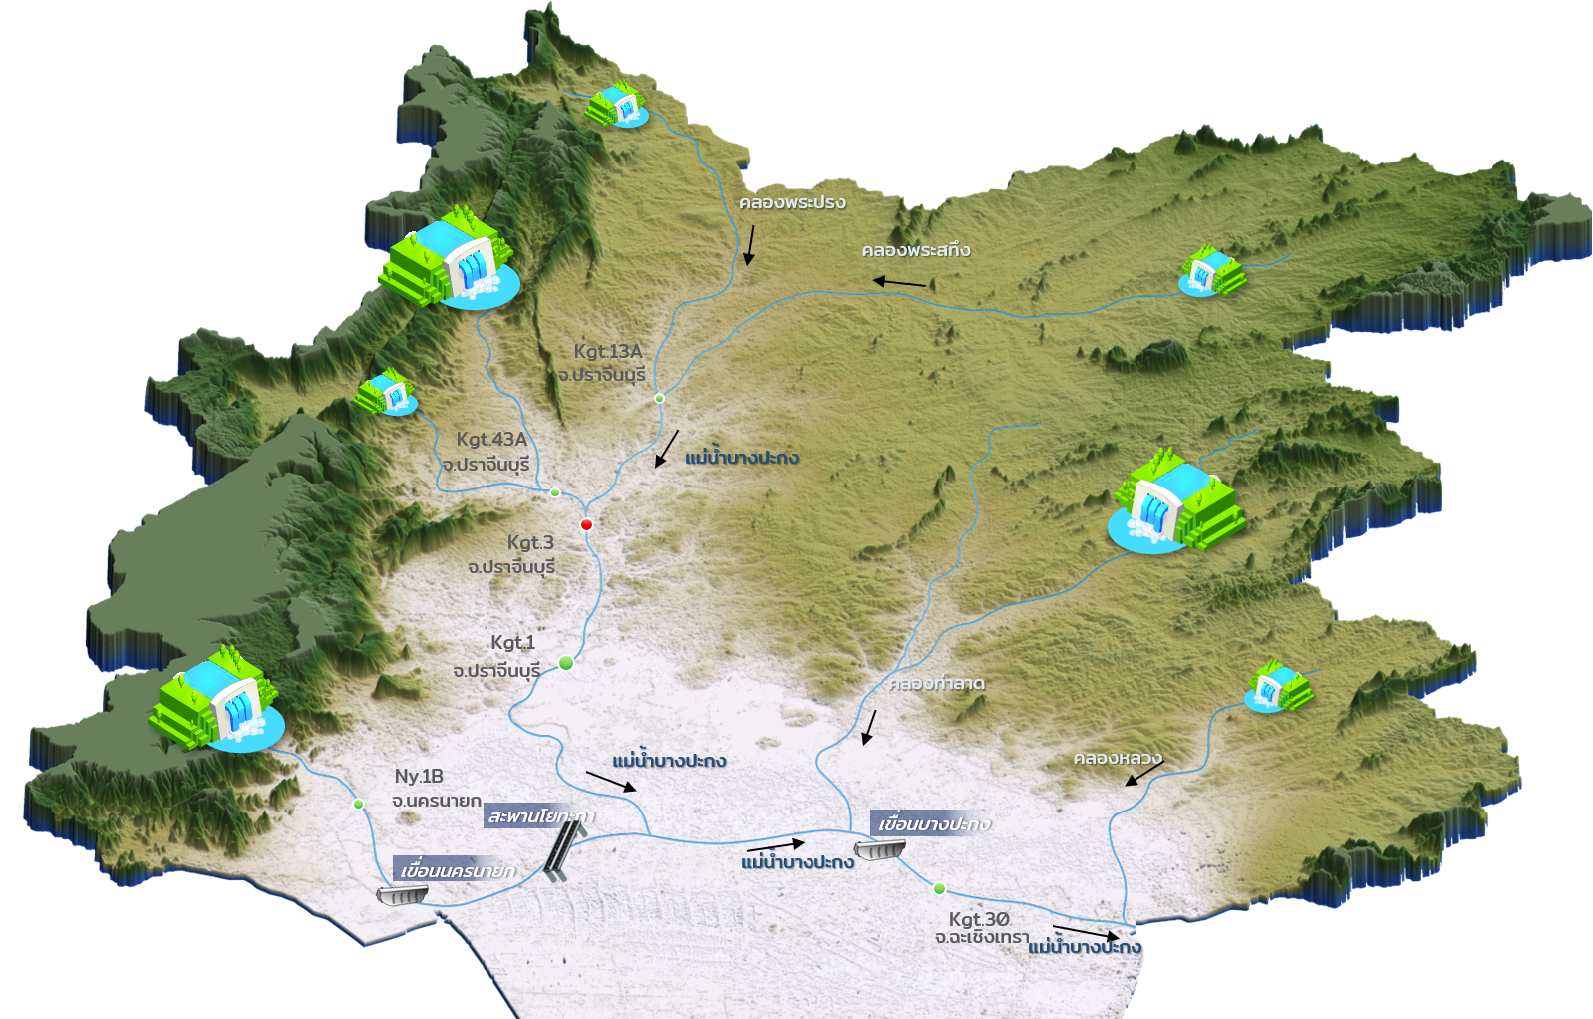 คลองพระปรง
คลองพระสทึง
Kgt.13A
จ.ปราจีนบุรี
Kgt.43A
จ.ปราจีนบุรี
แม่น้ำบางปะกง
Kgt.3
จ.ปราจีนบุรี
Kgt.1
จ.ปราจีนบุรี
คลองท่าลาด
แม่น้ำบางปะกง
คลองหลวง
Ny.1B
จ.นครนายก
สะพานโยทะกา
เขื่อนบางปะกง
แม่น้ำบางปะกง
เขื่อนนครนายก
Kgt.30
จ.ฉะเชิงเทรา
แม่น้ำบางปะกง